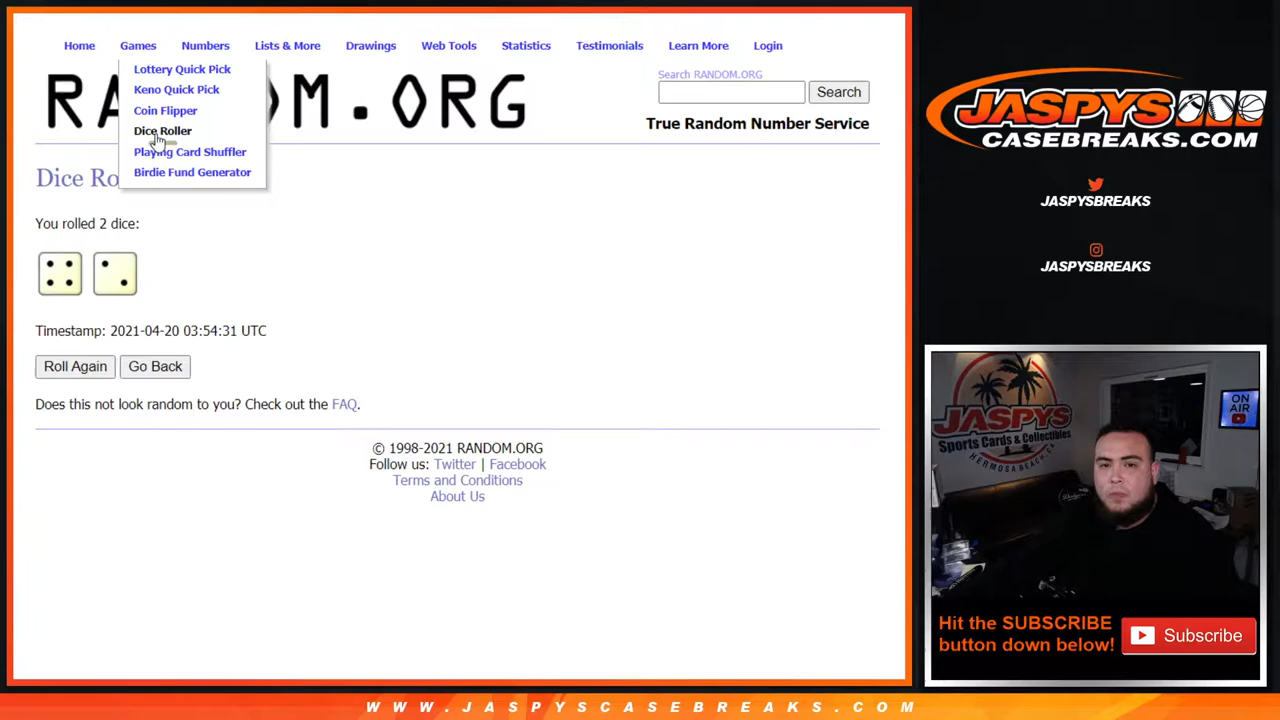 Home Games Numbers Lists & More Drawings Web Tools Statistics Testimonials Learn More Login
Lottery Quick Pick
Keno Quick Pick
Coin Flipper
Dice Roller
Playing Card Shuffler
Birdie Fund Generator
Search RANDOM.ORG
Search
True Random Number Service
You rolled 2 dice:
Timestamp: 2021-04-20 03:54:31 UTC
Roll Again Go Back
Does this not look random to you? Check out the FAQ.
© 1998-2021 RANDOM.ORG
Follow us: Twitter | Facebook
Terms and Conditions
About Us
JASPYS
CASEBREAKS.COM
JASPYSBREAKS
JASPYSBREAKS
JASPYS
Sports Cards & Collectibles
HERMOSA BEACH, CA
ON
AIR
Hit the SUBSCRIBE
button down below!
Subscribe
WWW.JASPYSCASEBREAKS.COM